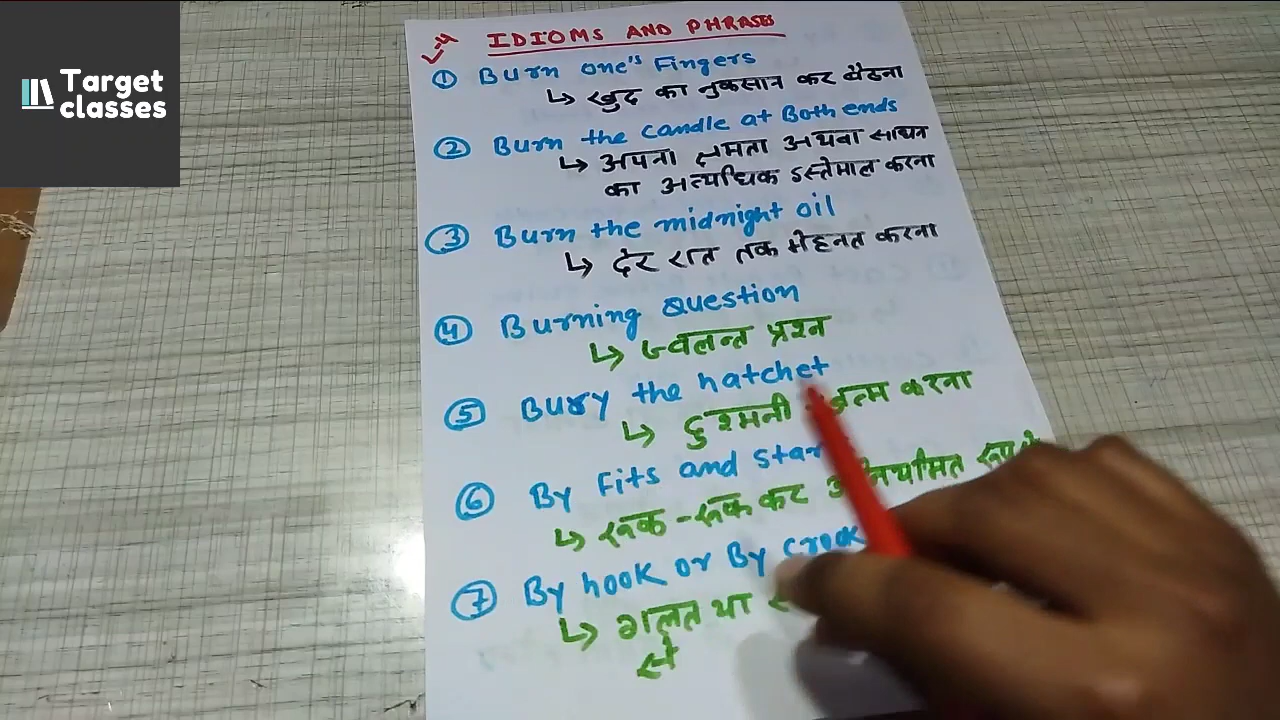 Target
classes
IDIOMS AND PHRASES
① Burn one's Fingers
↳ खुद का नुकसान कर बैठना
② Burn the candle at Both ends
↳ अपना क्षमता अथवा साधन
का अत्यधिक इस्तेमाल करना
③ Burn the midnight oil
↳ देर रात तक मेहनत करना
④ Burning Question
↳ ज्वलन्त प्रश्न
⑤ Bury the hatchet
↳ दुश्मनी खत्म करना
⑥ By Fits and
↳ रूक-रूक कर
⑦ By hook or By crook
↳ गलत या
से